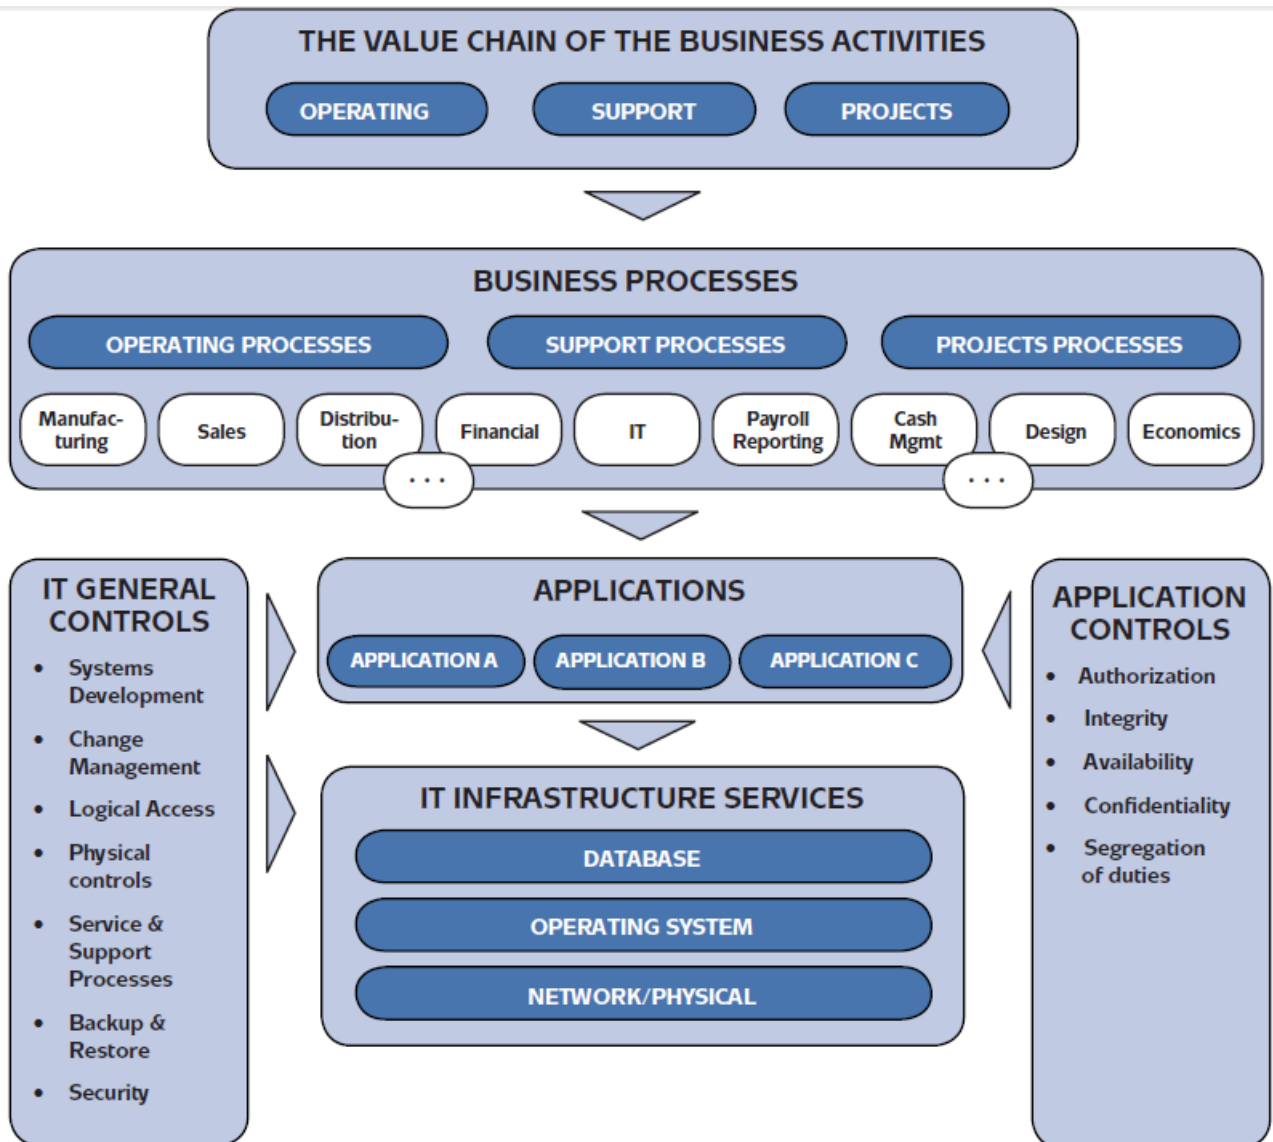 THE VALUE CHAIN OF THE BUSINESS ACTIVITIES
OPERATING
SUPPORT
PROJECTS
BUSINESS PROCESSES
OPERATING PROCESSES
SUPPORT PROCESSES
PROJECTS PROCESSES
Manufac-
turing
Sales
Distribu-
tion
Financial
IT
Payroll
Reporting
Cash
Mgmt
Design
Economics
. . .
. . .
IT GENERAL
CONTROLS
• Systems
Development
• Change
Management
• Logical Access
• Physical
controls
• Service &
Support
Processes
• Backup &
Restore
• Security
APPLICATIONS
APPLICATION A
APPLICATION B
APPLICATION C
IT INFRASTRUCTURE SERVICES
DATABASE
OPERATING SYSTEM
NETWORK/PHYSICAL
APPLICATION
CONTROLS
• Authorization
• Integrity
• Availability
• Confidentiality
• Segregation
of duties